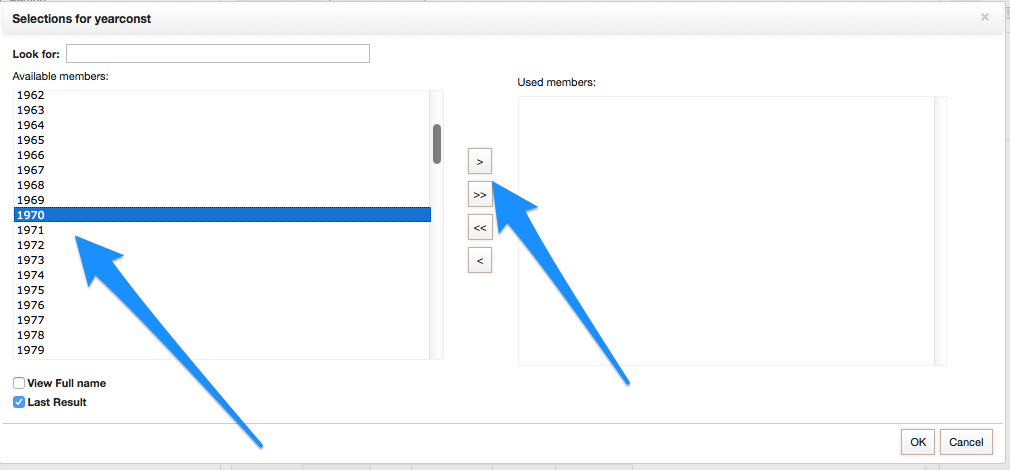 Selections for yearconst
×
Look for:
Available members:
1962
1963
1964
1965
1966
1967
1968
1969
1970
1971
1972
1973
1974
1975
1976
1977
1978
1979
>
>>
<<
<
Used members:
View Full name
Last Result
OK
Cancel